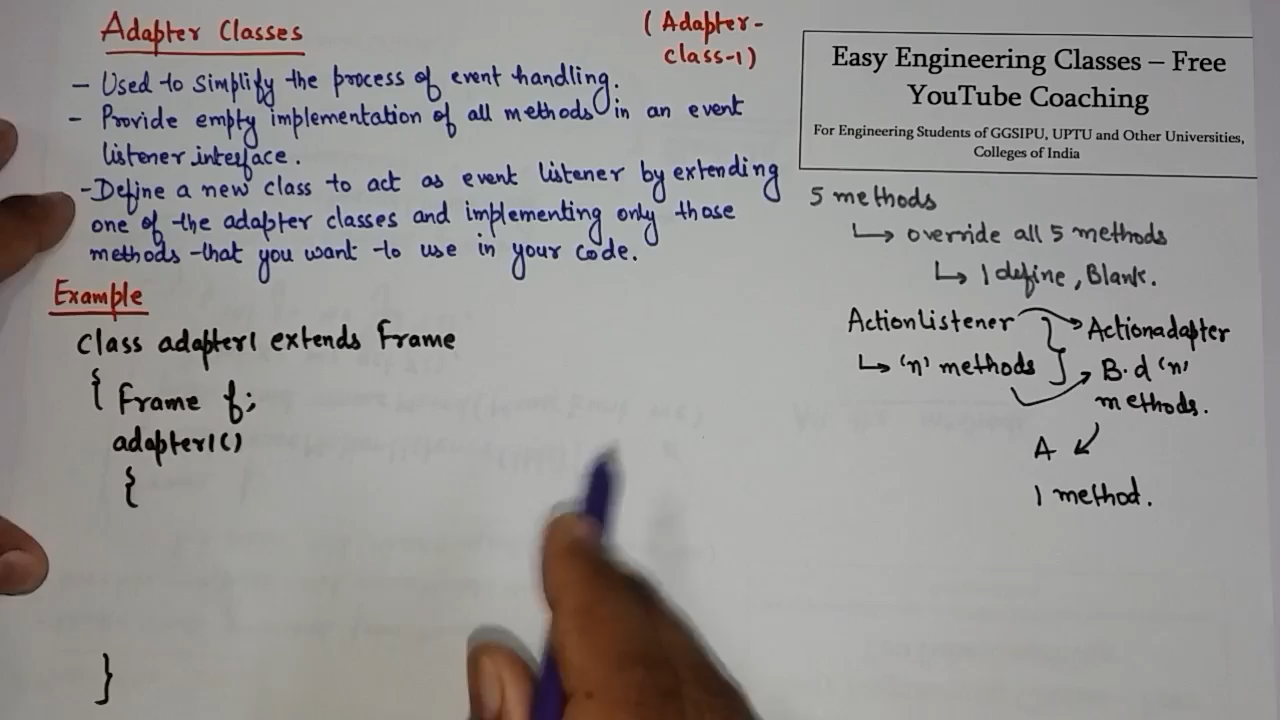 Adapter Classes
(Adapter-
class-1)
- Used to simplify the process of event handling.
- Provide empty implementation of all methods in an event
listener interface.
- Define a new class to act as event listener by extending
one of the adapter classes and implementing only those
methods that you want to use in your code.
Example
class adapter1 extends Frame
{ Frame f;
adapter1()
{
}
Easy Engineering Classes – Free
YouTube Coaching
For Engineering Students of GGSIPU, UPTU and Other Universities,
Colleges of India
5 methods
↳ override all 5 methods
↳ 1 define, Blank.
ActionListener → Actionadapter
↳ 'n' methods → B.d 'n'
methods.
A ↙
1 method.